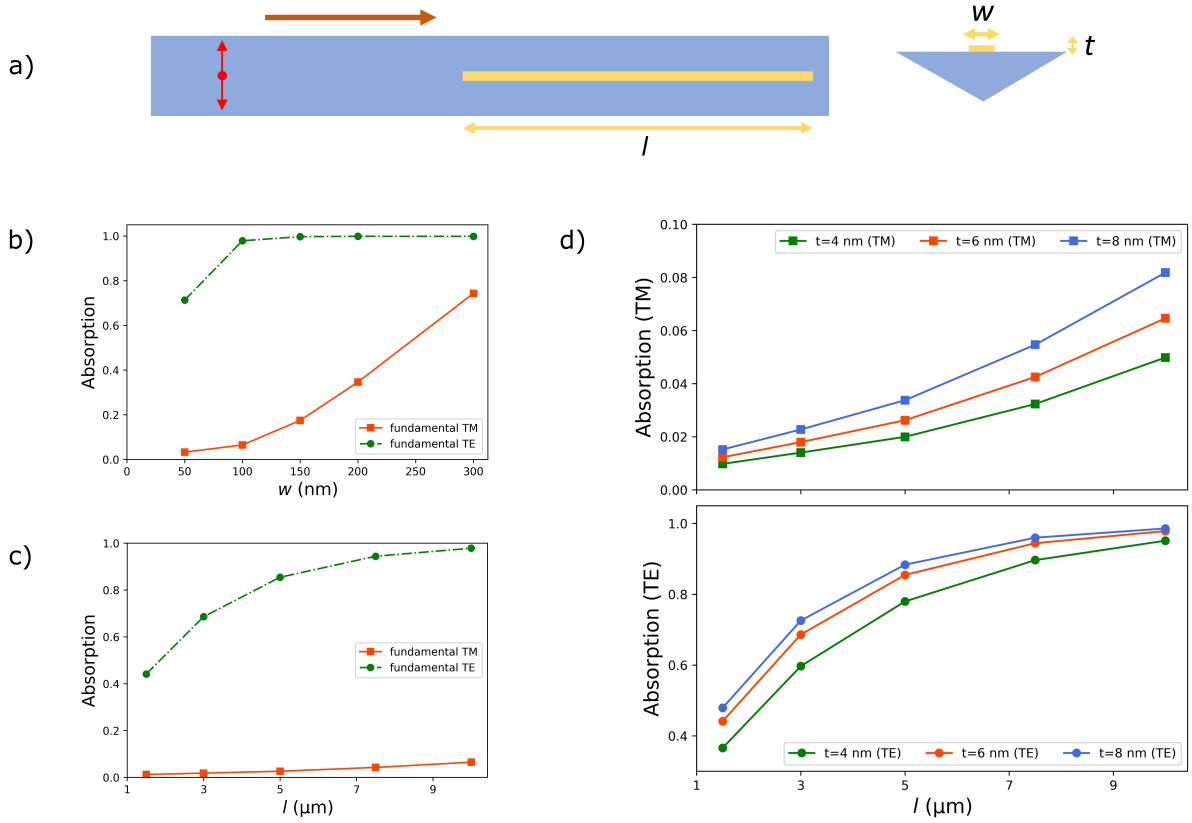 a)
w
t
l
b)
1.0
0.8
0.6
0.4
0.2
0.0
Absorption
fundamental TM
fundamental TE
0 50 100 150 200 250 300
w (nm)
c)
1.0
0.8
0.6
0.4
0.2
0.0
Absorption
fundamental TM
fundamental TE
1 3 5 7 9
l (μm)
d)
0.10
0.08
0.06
0.04
0.02
0.00
Absorption (TM)
t=4 nm (TM) t=6 nm (TM) t=8 nm (TM)
1.0
0.8
0.6
0.4
Absorption (TE)
t=4 nm (TE) t=6 nm (TE) t=8 nm (TE)
1 3 5 7 9
l (μm)